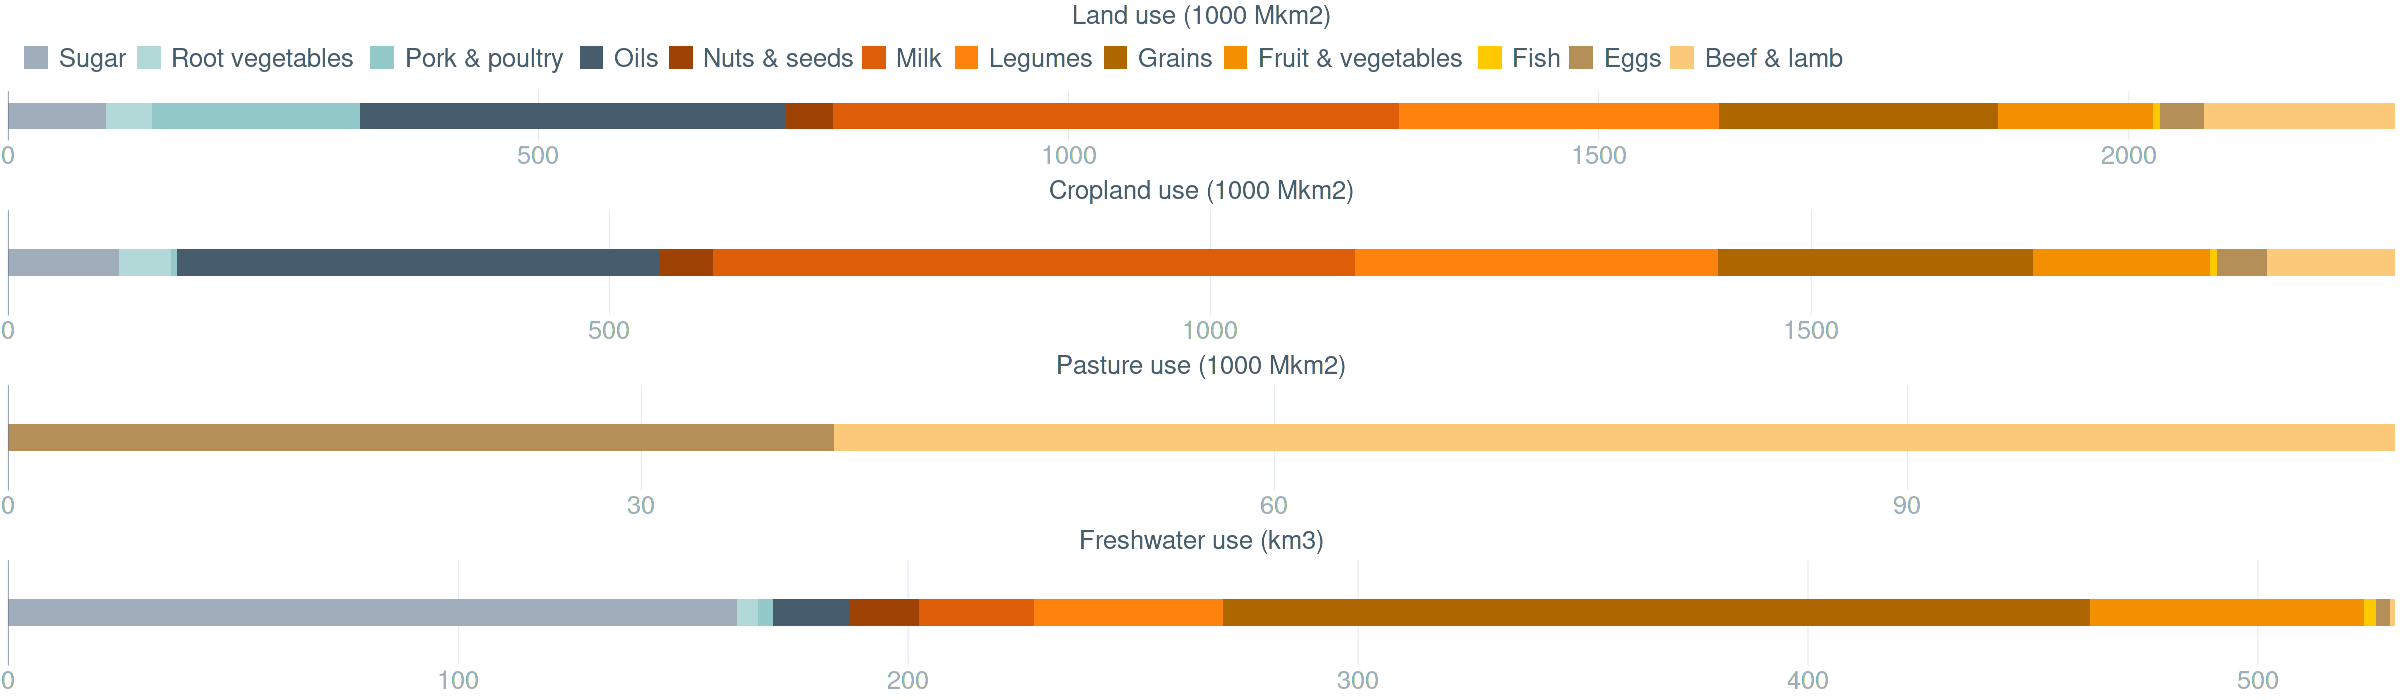 Land use (1000 Mkm2)
Sugar Root vegetables Pork & poultry Oils Nuts & seeds Milk Legumes Grains Fruit & vegetables Fish Eggs Beef & lamb
0 500 1000 1500 2000
Cropland use (1000 Mkm2)
0 500 1000 1500
Pasture use (1000 Mkm2)
0 30 60 90
Freshwater use (km3)
0 100 200 300 400 500